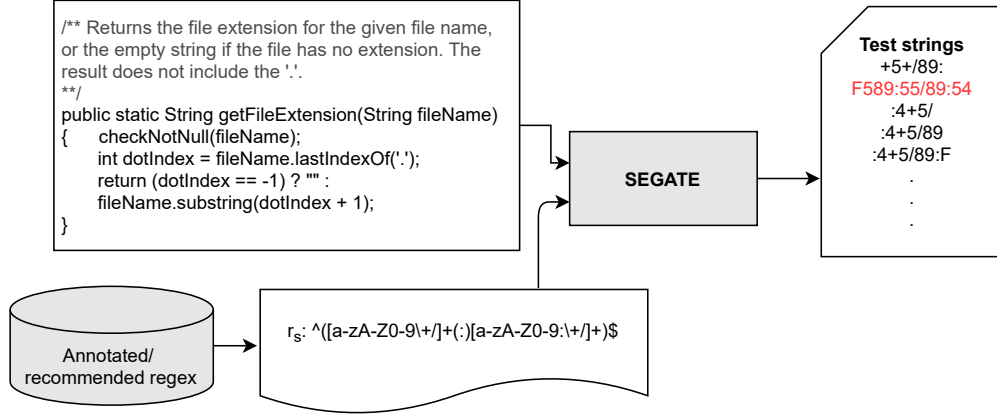 /** Returns the file extension for the given file name,
or the empty string if the file has no extension. The
result does not include the '.'.
**/
public static String getFileExtension(String fileName)
{ checkNotNull(fileName);
int dotIndex = fileName.lastIndexOf('.');
return (dotIndex == -1) ? "" :
fileName.substring(dotIndex + 1);
}
SEGATE
Test strings
+5+/89:
F589:55/89:54
:4+5/
:4+5/89
:4+5/89:F
.
.
.
Annotated/
recommended regex
rₛ: ^([a-zA-Z0-9\+/]+(:)[a-zA-Z0-9:\+/]+)$